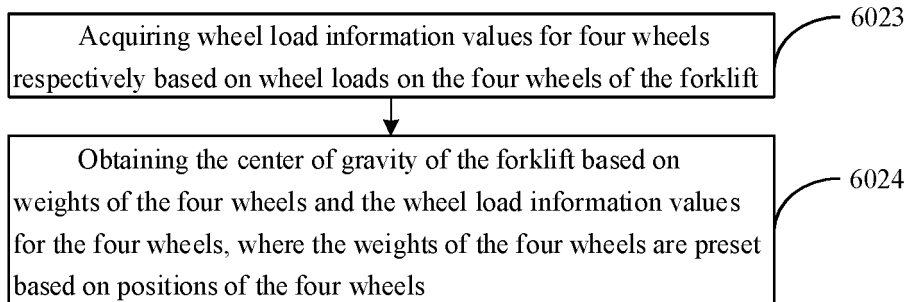 Acquiring wheel load information values for four wheels
respectively based on wheel loads on the four wheels of the forklift
6023
Obtaining the center of gravity of the forklift based on
weights of the four wheels and the wheel load information values
for the four wheels, where the weights of the four wheels are preset
based on positions of the four wheels
6024